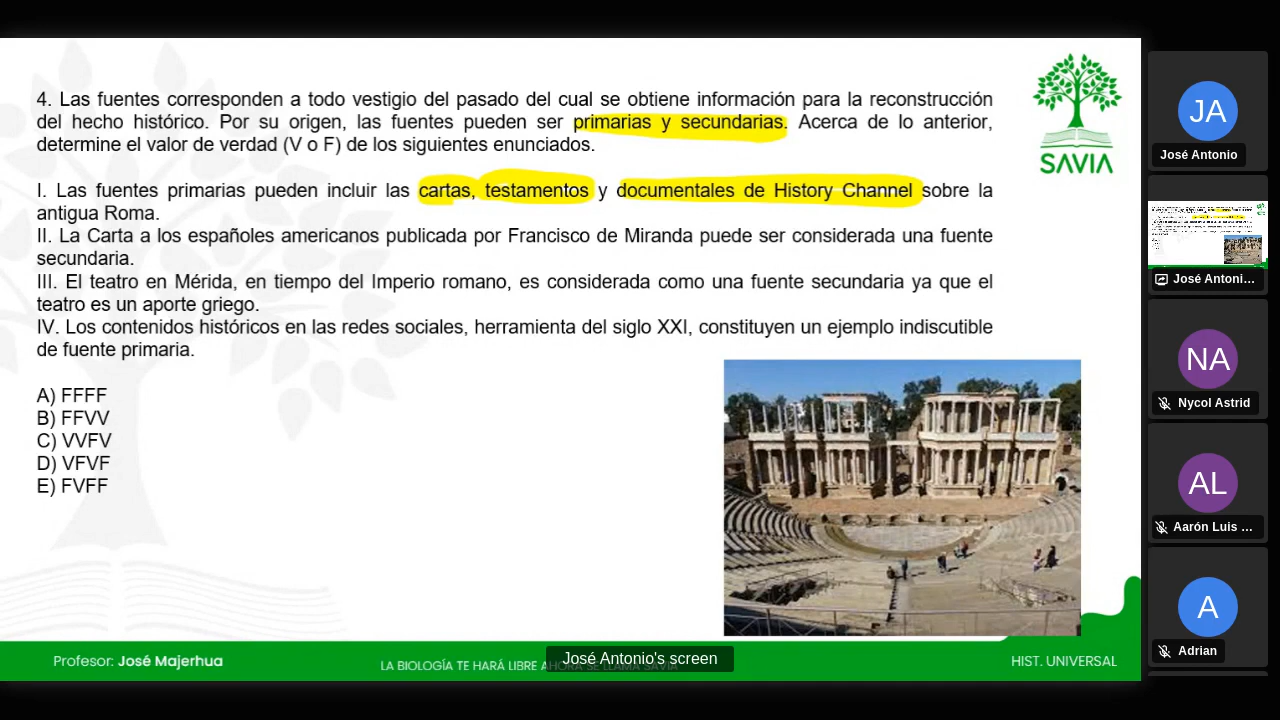 4. Las fuentes corresponden a todo vestigio del pasado del cual se obtiene información para la reconstrucción
del hecho histórico. Por su origen, las fuentes pueden ser primarias y secundarias. Acerca de lo anterior,
determine el valor de verdad (V o F) de los siguientes enunciados.
I. Las fuentes primarias pueden incluir las cartas, testamentos y documentales de History Channel sobre la
antigua Roma.
II. La Carta a los españoles americanos publicada por Francisco de Miranda puede ser considerada una fuente
secundaria.
III. El teatro en Mérida, en tiempo del Imperio romano, es considerada como una fuente secundaria ya que el
teatro es un aporte griego.
IV. Los contenidos históricos en las redes sociales, herramienta del siglo XXI, constituyen un ejemplo indiscutible
de fuente primaria.
A) FFFF
B) FFVV
C) VVFV
D) VFVF
E) FVFF
SAVIA
Profesor: José Majerhua
LA BIOLOGÍA TE HARÁ LIBRE AHORA SE LLAMA SAVIA
José Antonio's screen
HIST. UNIVERSAL
JA
José Antonio
José Antoni...
NA
Nycol Astrid
AL
Aarón Luis ...
A
Adrian